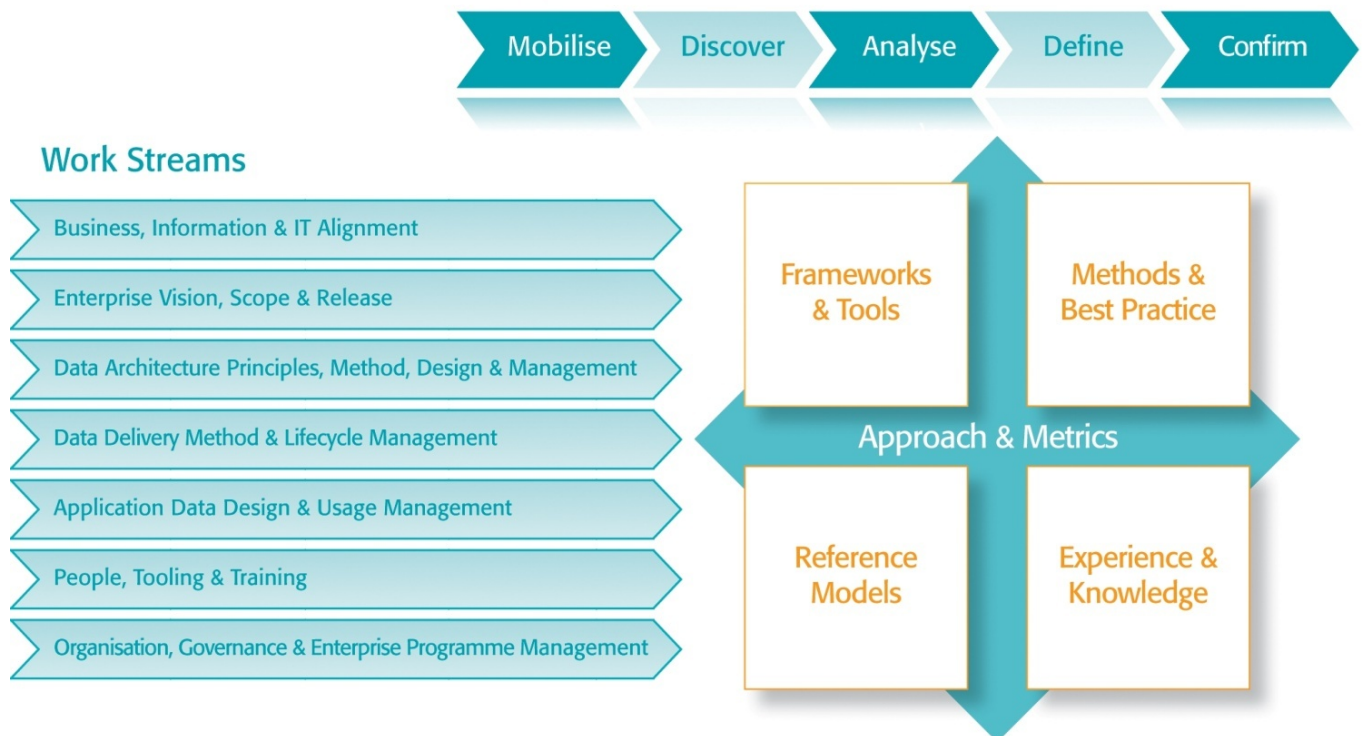 Mobilise
Discover
Analyse
Define
Confirm
Work Streams
Business, Information & IT Alignment
Enterprise Vision, Scope & Release
Data Architecture Principles, Method, Design & Management
Data Delivery Method & Lifecycle Management
Application Data Design & Usage Management
People, Tooling & Training
Organisation, Governance & Enterprise Programme Management
Frameworks
& Tools
Methods &
Best Practice
Approach & Metrics
Reference
Models
Experience &
Knowledge